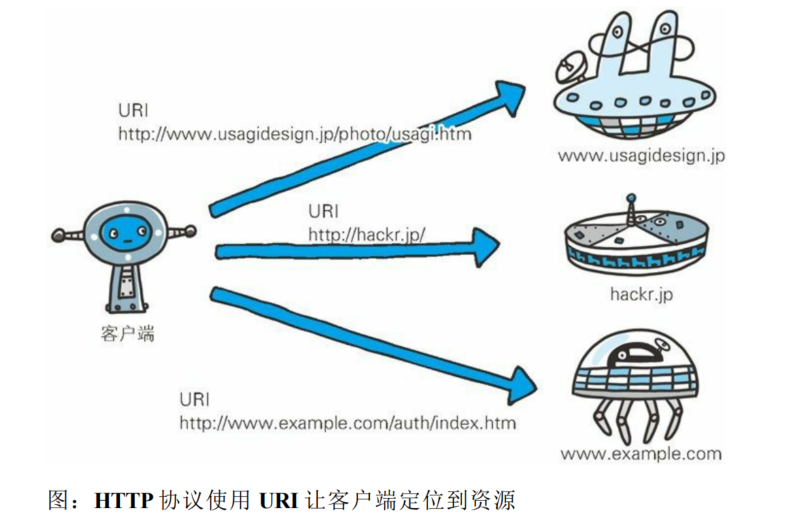 URI
http://www.usagidesign.jp/photo/usagi.htm
www.usagidesign.jp
URI
http://hackr.jp/
hackr.jp
客户端
URI
http://www.example.com/auth/index.htm
www.example.com
图：HTTP 协议使用 URI 让客户端定位到资源